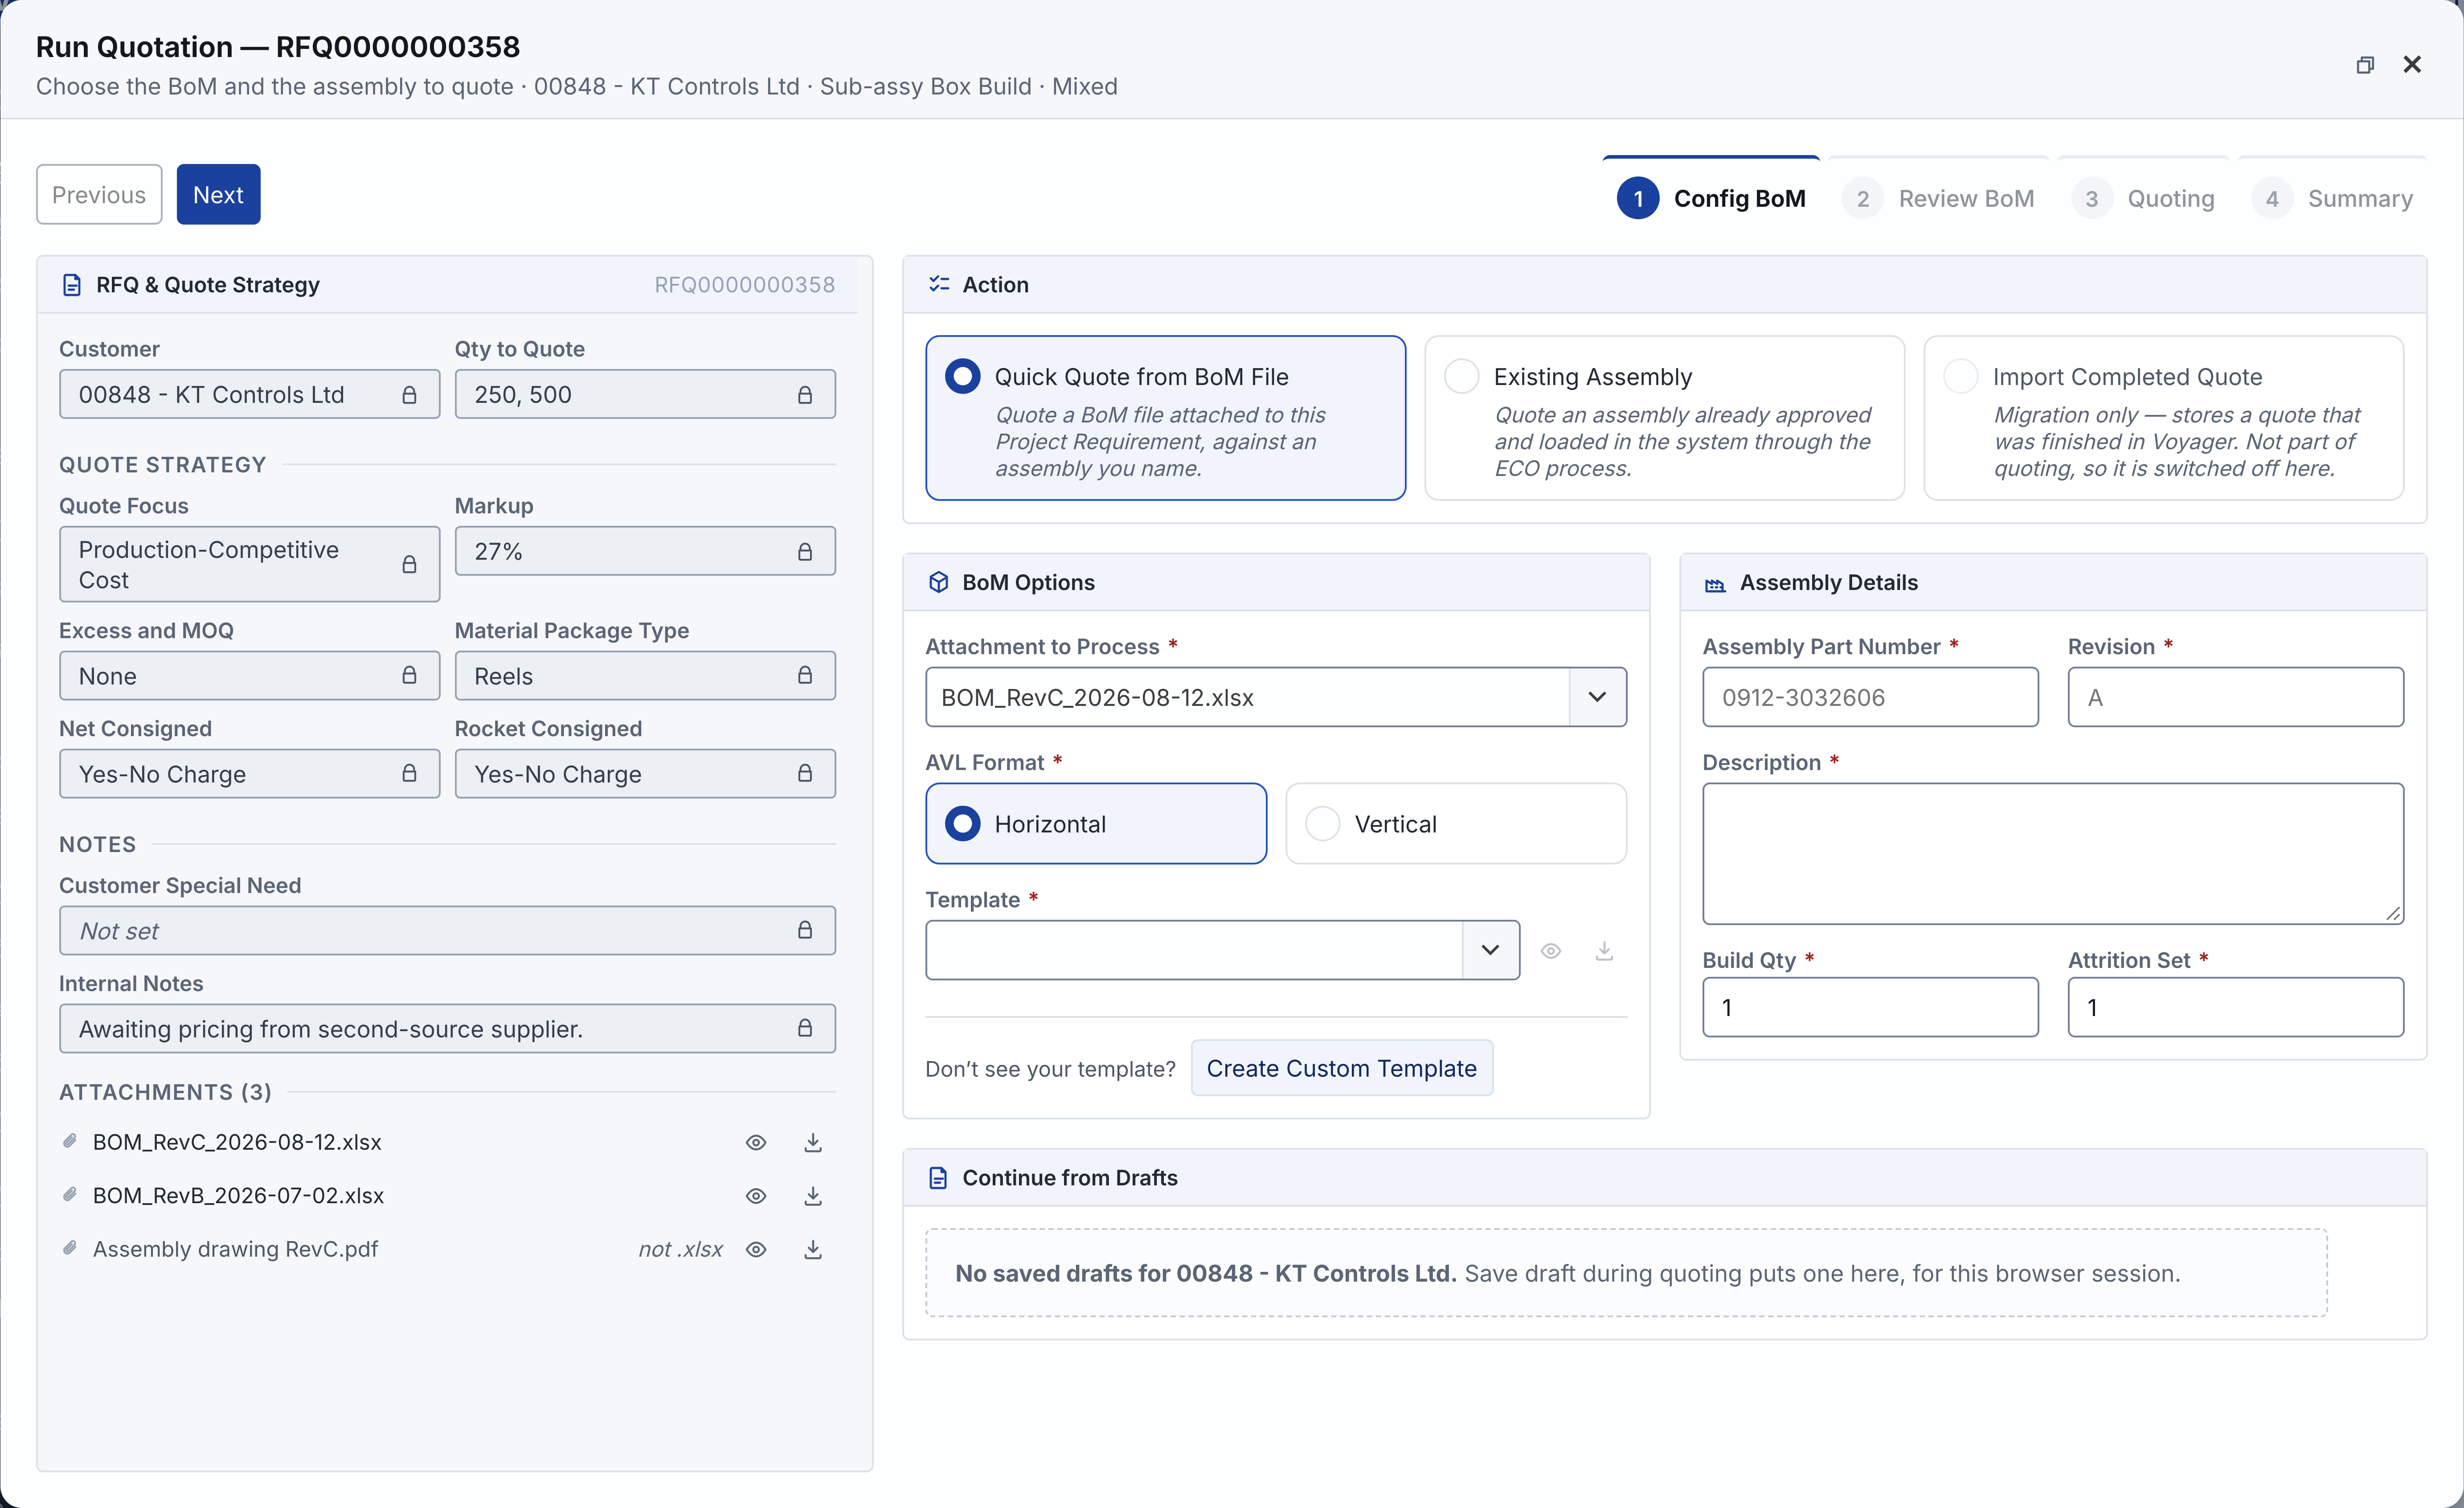 Run Quotation — RFQ0000000358
Choose the BoM and the assembly to quote · 00848 - KT Controls Ltd · Sub-assy Box Build · Mixed
Previous
Next
1 Config BoM
2 Review BoM
3 Quoting
4 Summary
RFQ & Quote Strategy
RFQ0000000358
Customer
00848 - KT Controls Ltd
Qty to Quote
250, 500
QUOTE STRATEGY
Quote Focus
Production-Competitive
Cost
Markup
27%
Excess and MOQ
None
Material Package Type
Reels
Net Consigned
Yes-No Charge
Rocket Consigned
Yes-No Charge
NOTES
Customer Special Need
Not set
Internal Notes
Awaiting pricing from second-source supplier.
ATTACHMENTS (3)
BOM_RevC_2026-08-12.xlsx
BOM_RevB_2026-07-02.xlsx
Assembly drawing RevC.pdf
not .xlsx
Action
Quick Quote from BoM File
Quote a BoM file attached to this
Project Requirement, against an
assembly you name.
Existing Assembly
Quote an assembly already approved
and loaded in the system through the
ECO process.
Import Completed Quote
Migration only — stores a quote that
was finished in Voyager. Not part of
quoting, so it is switched off here.
BoM Options
Attachment to Process *
BOM_RevC_2026-08-12.xlsx
AVL Format *
Horizontal
Vertical
Template *
Don't see your template?
Create Custom Template
Assembly Details
Assembly Part Number *
0912-3032606
Revision *
A
Description *
Build Qty *
1
Attrition Set *
1
Continue from Drafts
No saved drafts for 00848 - KT Controls Ltd. Save draft during quoting puts one here, for this browser session.